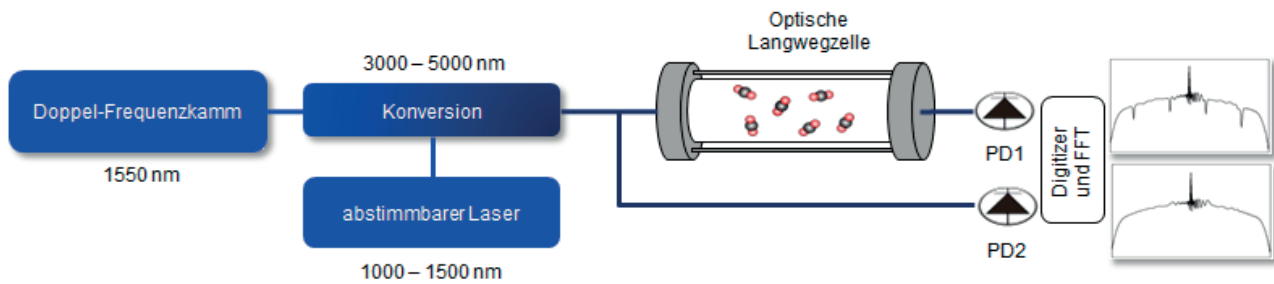 Optische
Langwegzelle
3000 – 5000 nm
Doppel-Frequenzkamm
Konversion
1550 nm
PD1
Digitizer
und FFT
abstimmbarer Laser
PD2
1000 – 1500 nm